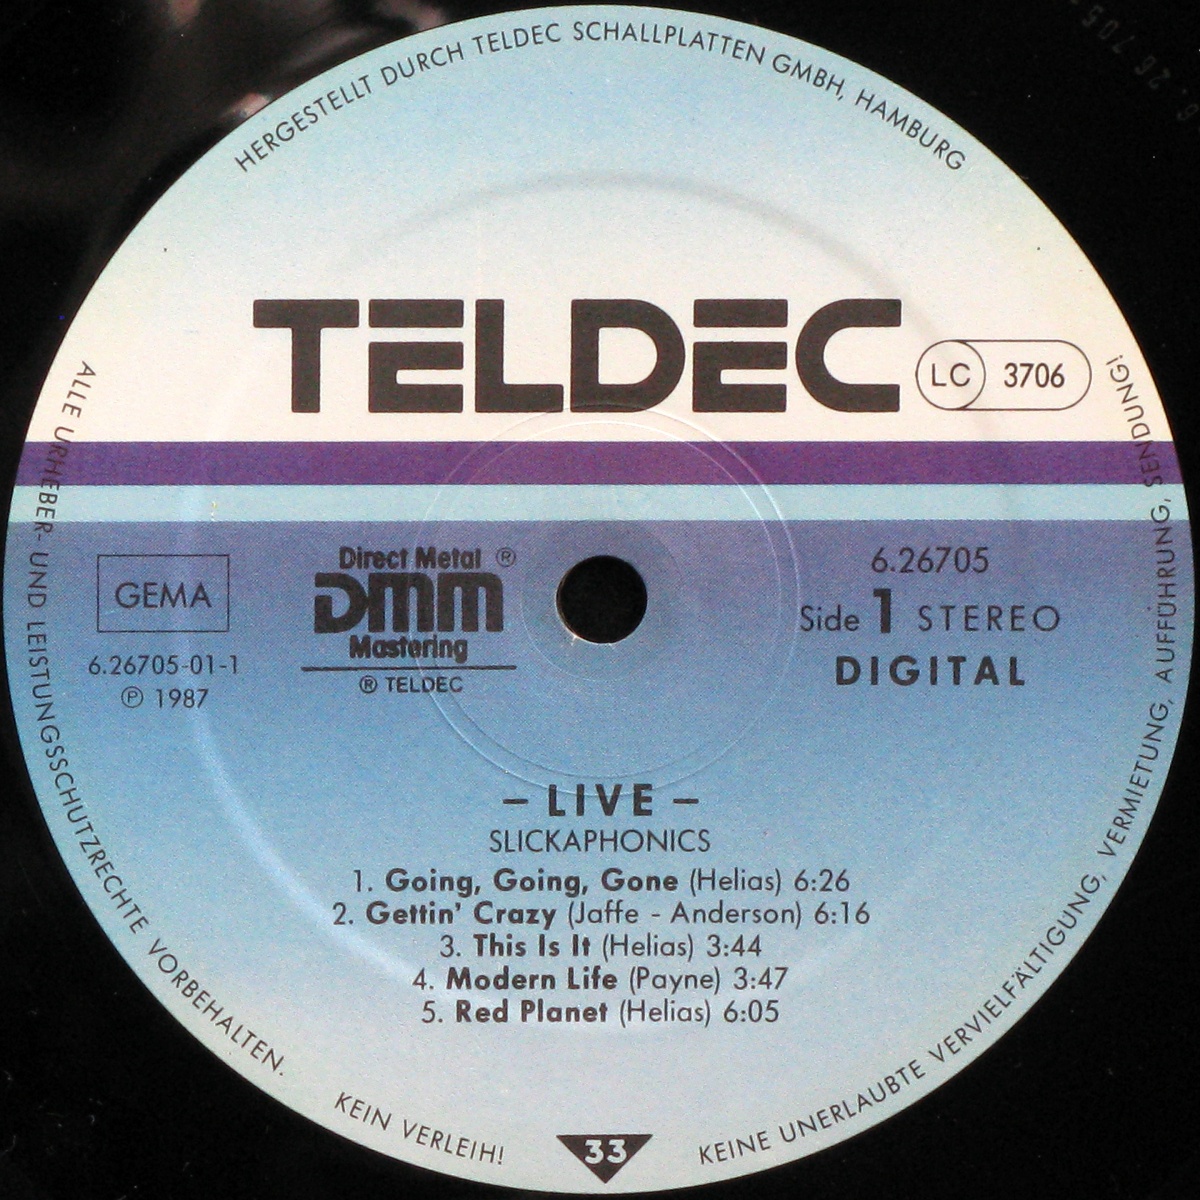 HERGESTELLT DURCH TELDEC SCHALLPLATTEN GMBH, HAMBURG
TELDEC
LC 3706
GEMA
6.26705-01-1
Ⓟ 1987
Direct Metal ®
DMM
Mastering
® TELDEC
6.26705
Side 1 STEREO
DIGITAL
– LIVE –
SLICKAPHONICS
1. Going, Going, Gone (Helias) 6:26
2. Gettin' Crazy (Jaffe - Anderson) 6:16
3. This Is It (Helias) 3:44
4. Modern Life (Payne) 3:47
5. Red Planet (Helias) 6:05
ALLE URHEBER- UND LEISTUNGSSCHUTZRECHTE VORBEHALTEN.
KEIN VERLEIH!
33
KEINE UNERLAUBTE VERVIELFÄLTIGUNG, VERMIETUNG, AUFFÜHRUNG, SENDUNG!